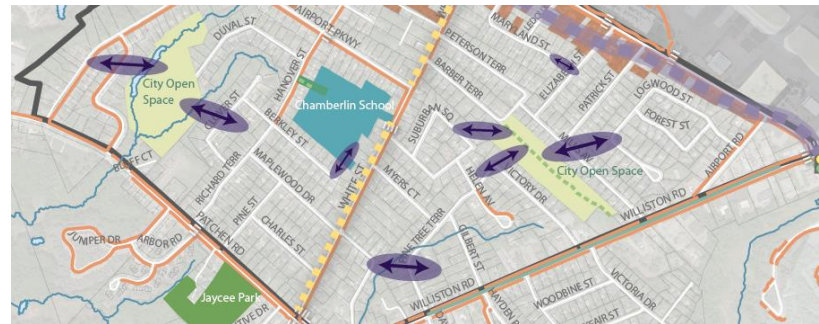 DUVAL ST
AIRPORT PKWY
MARYLAND ST
PETERSON TERR
ELIZABETH ST
BARBER TERR
PATRICK ST
LOGWOOD ST
FOREST ST
HANOVER ST
City Open
Space
Chamberlin School
SUBURBAN SQ
BERKLEY ST
AIRPORT RD
City Open Space
VICTORY DR
HELEN AV
WHITE ST
MYERS CT
MAPLEWOOD DR
RICHARD TERR
WILLISTON RD
PINE ST
PATCHEN RD
CHARLES ST
PINE TREE TERR
GILBERT ST
JUMPER DR
ARBOR RD
VICTORIA DR
WOODBINE ST
WILLISTON RD
HAYDEN
Jaycee Park